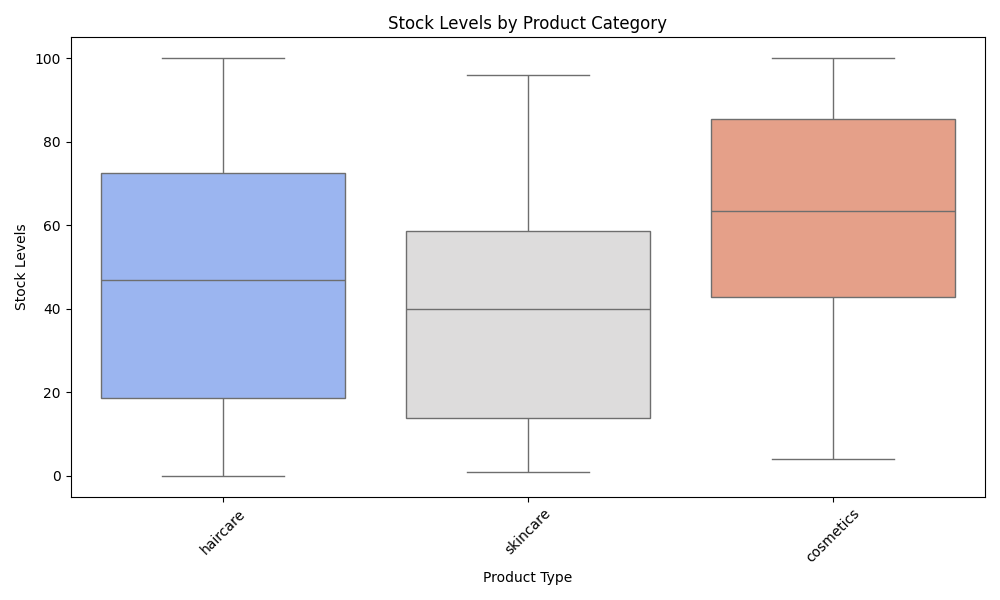 Stock Levels by Product Category
Stock Levels
100
80
60
40
20
0
haircare
skincare
cosmetics
Product Type